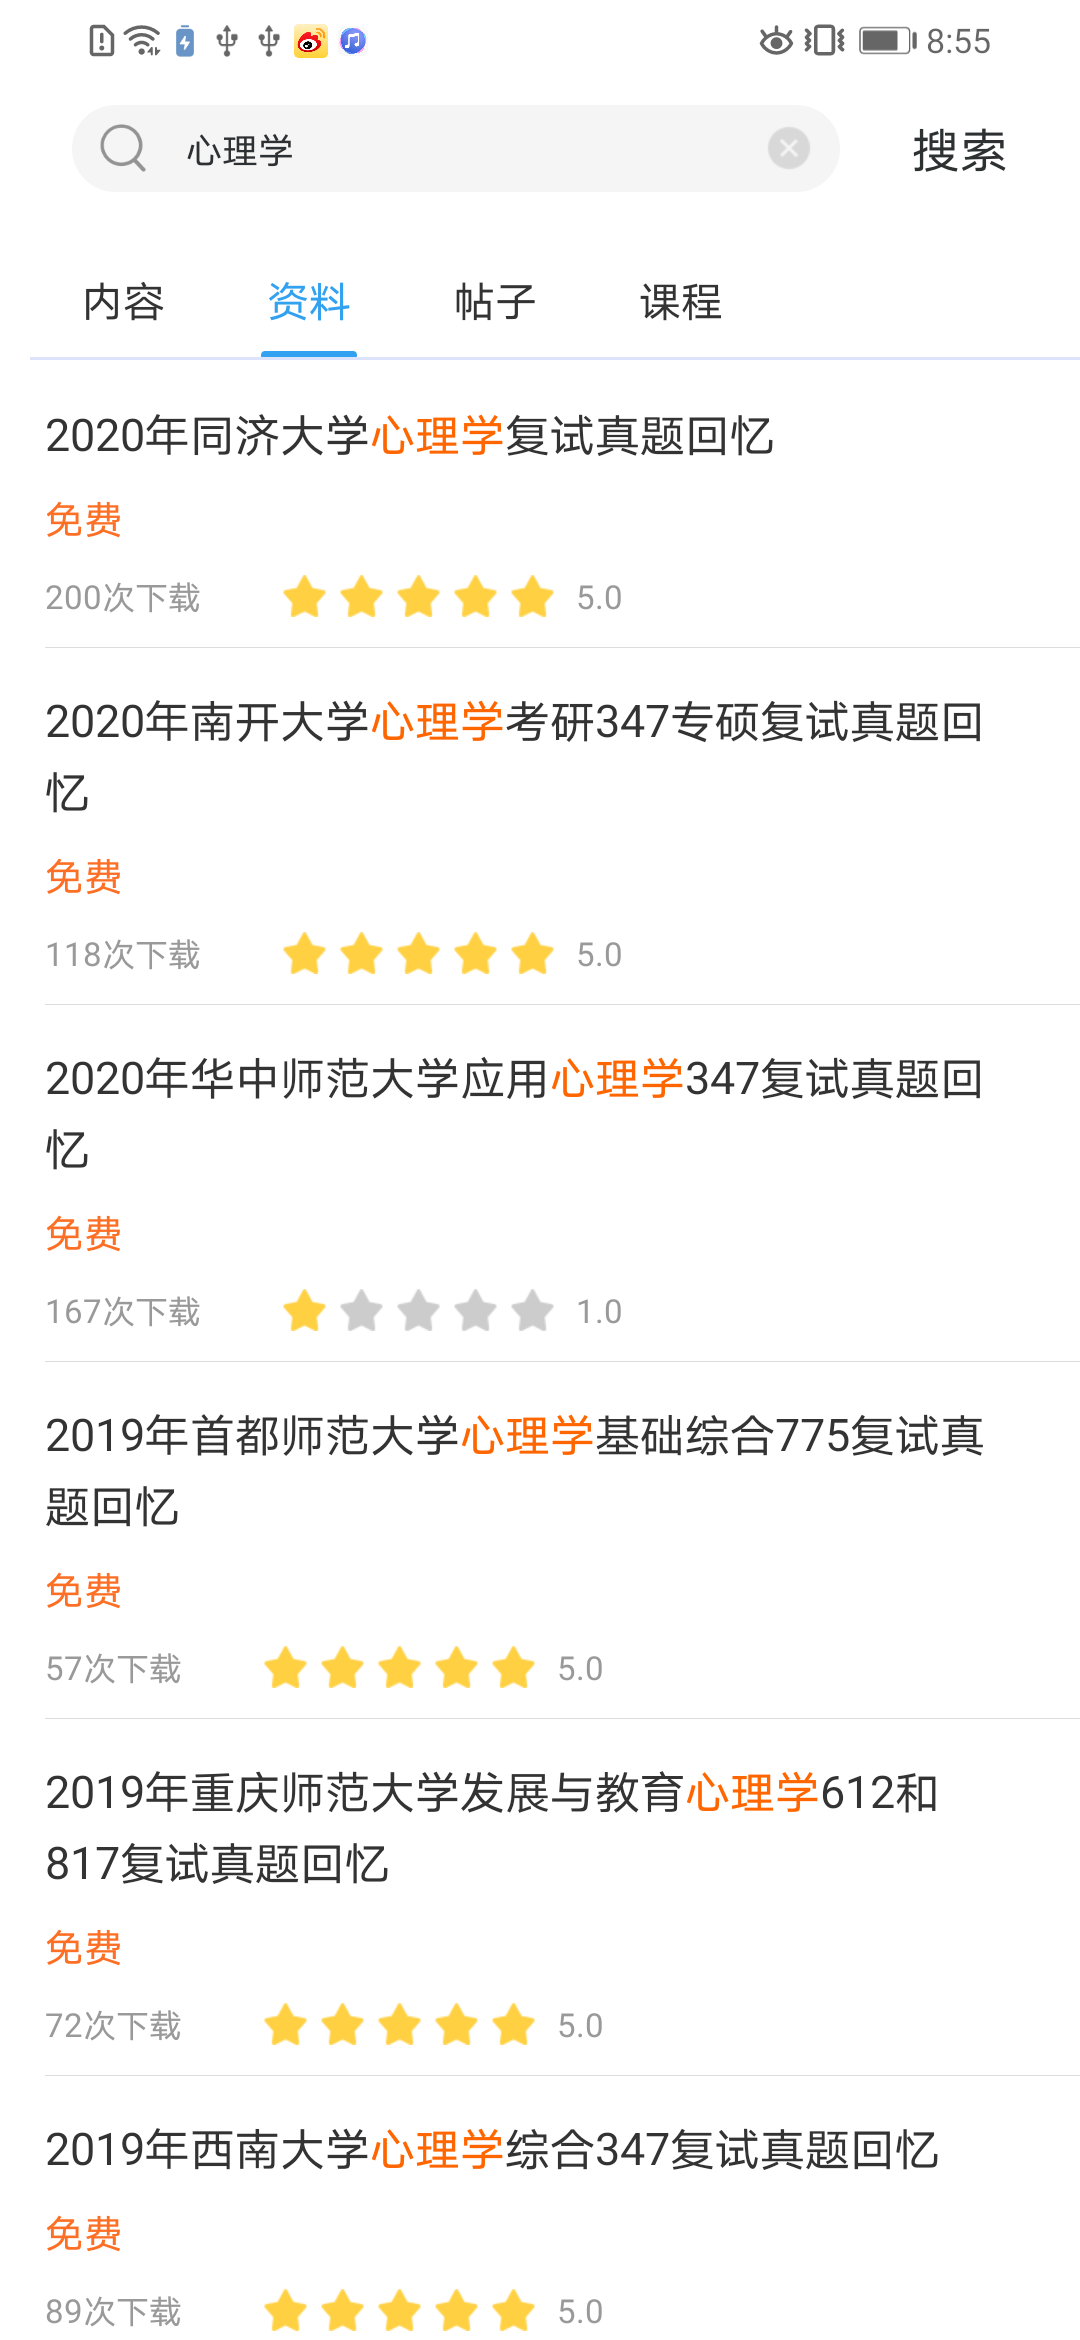 8:55
心理学
搜索
内容 资料 帖子 课程
2020年同济大学心理学复试真题回忆
免费
200次下载 5.0
2020年南开大学心理学考研347专硕复试真题回
忆
免费
118次下载 5.0
2020年华中师范大学应用心理学347复试真题回
忆
免费
167次下载 1.0
2019年首都师范大学心理学基础综合775复试真
题回忆
免费
57次下载 5.0
2019年重庆师范大学发展与教育心理学612和
817复试真题回忆
免费
72次下载 5.0
2019年西南大学心理学综合347复试真题回忆
免费
89次下载 5.0